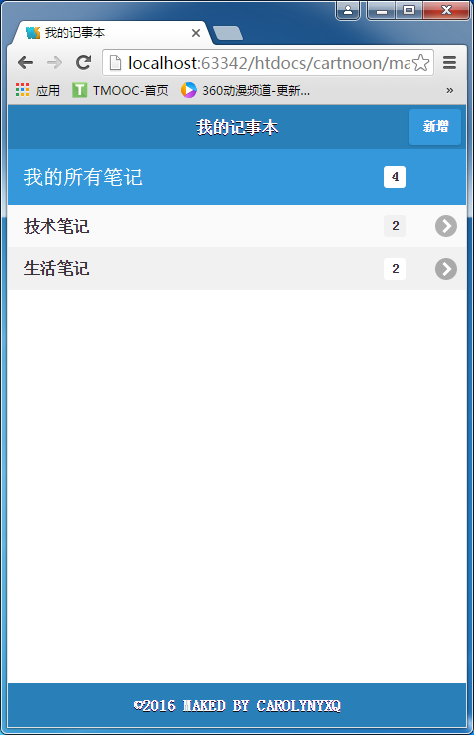 我的记事本
localhost:63342/htdocs/cartnoon/ma
应用 TMOOC-首页 360动漫频道-更新... »
我的记事本 新增
我的所有笔记 4
技术笔记 2
生活笔记 2
©2016 MAKED BY CAROLYNYXQ